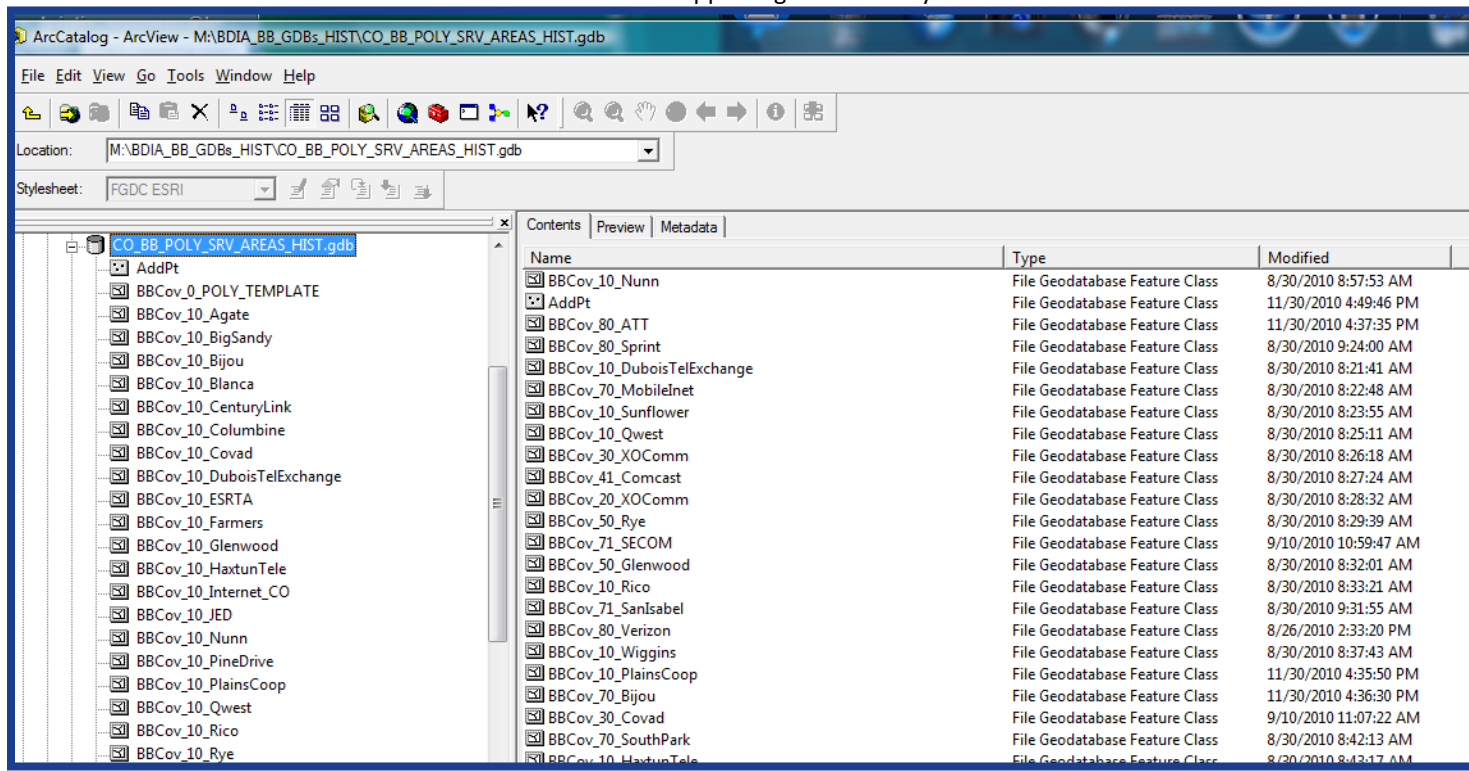 ArcCatalog - ArcView - M:\BDIA_BB_GDBs_HIST\CO_BB_POLY_SRV_AREAS_HIST.gdb
File Edit View Go Tools Window Help
Location: M:\BDIA_BB_GDBs_HIST\CO_BB_POLY_SRV_AREAS_HIST.gdb
Stylesheet: FGDC ESRI
CO_BB_POLY_SRV_AREAS_HIST.gdb
AddPt
BBCov_0_POLY_TEMPLATE
BBCov_10_Agate
BBCov_10_BigSandy
BBCov_10_Bijou
BBCov_10_Blanca
BBCov_10_CenturyLink
BBCov_10_Columbine
BBCov_10_Covad
BBCov_10_DuboisTelExchange
BBCov_10_ESRTA
BBCov_10_Farmers
BBCov_10_Glenwood
BBCov_10_HaxtunTele
BBCov_10_Internet_CO
BBCov_10_JED
BBCov_10_Nunn
BBCov_10_PineDrive
BBCov_10_PlainsCoop
BBCov_10_Qwest
BBCov_10_Rico
BBCov_10_Rye
Contents Preview Metadata
Name Type Modified
BBCov_10_Nunn File Geodatabase Feature Class 8/30/2010 8:57:53 AM
AddPt File Geodatabase Feature Class 11/30/2010 4:49:46 PM
BBCov_80_ATT File Geodatabase Feature Class 11/30/2010 4:37:35 PM
BBCov_80_Sprint File Geodatabase Feature Class 8/30/2010 9:24:00 AM
BBCov_10_DuboisTelExchange File Geodatabase Feature Class 8/30/2010 8:21:41 AM
BBCov_70_MobileInet File Geodatabase Feature Class 8/30/2010 8:22:48 AM
BBCov_10_Sunflower File Geodatabase Feature Class 8/30/2010 8:23:55 AM
BBCov_10_Qwest File Geodatabase Feature Class 8/30/2010 8:25:11 AM
BBCov_30_XOComm File Geodatabase Feature Class 8/30/2010 8:26:18 AM
BBCov_41_Comcast File Geodatabase Feature Class 8/30/2010 8:27:24 AM
BBCov_20_XOComm File Geodatabase Feature Class 8/30/2010 8:28:32 AM
BBCov_50_Rye File Geodatabase Feature Class 8/30/2010 8:29:39 AM
BBCov_71_SECOM File Geodatabase Feature Class 9/10/2010 10:59:47 AM
BBCov_50_Glenwood File Geodatabase Feature Class 8/30/2010 8:32:01 AM
BBCov_10_Rico File Geodatabase Feature Class 8/30/2010 8:33:21 AM
BBCov_71_SanIsabel File Geodatabase Feature Class 8/30/2010 9:31:55 AM
BBCov_80_Verizon File Geodatabase Feature Class 8/26/2010 2:33:20 PM
BBCov_10_Wiggins File Geodatabase Feature Class 8/30/2010 8:37:43 AM
BBCov_10_PlainsCoop File Geodatabase Feature Class 11/30/2010 4:35:50 PM
BBCov_70_Bijou File Geodatabase Feature Class 11/30/2010 4:36:30 PM
BBCov_30_Covad File Geodatabase Feature Class 9/10/2010 11:07:22 AM
BBCov_70_SouthPark File Geodatabase Feature Class 8/30/2010 8:42:13 AM
BBCov_10_HaxtunTele File Geodatabase Feature Class 8/30/2010 8:43:17 AM